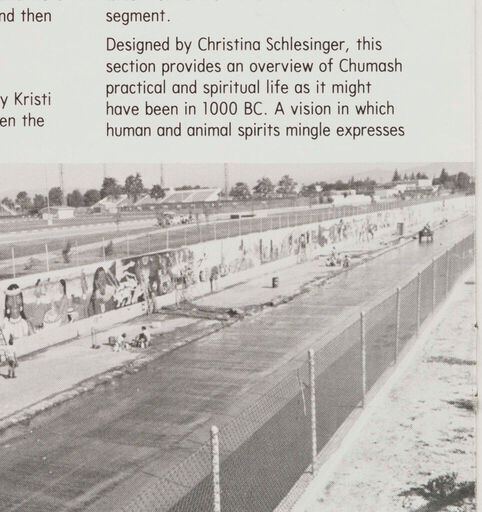 nd then
y Kristi
en the
segment.
Designed by Christina Schlesinger, this
section provides an overview of Chumash
practical and spiritual life as it might
have been in 1000 BC. A vision in which
human and animal spirits mingle expresses